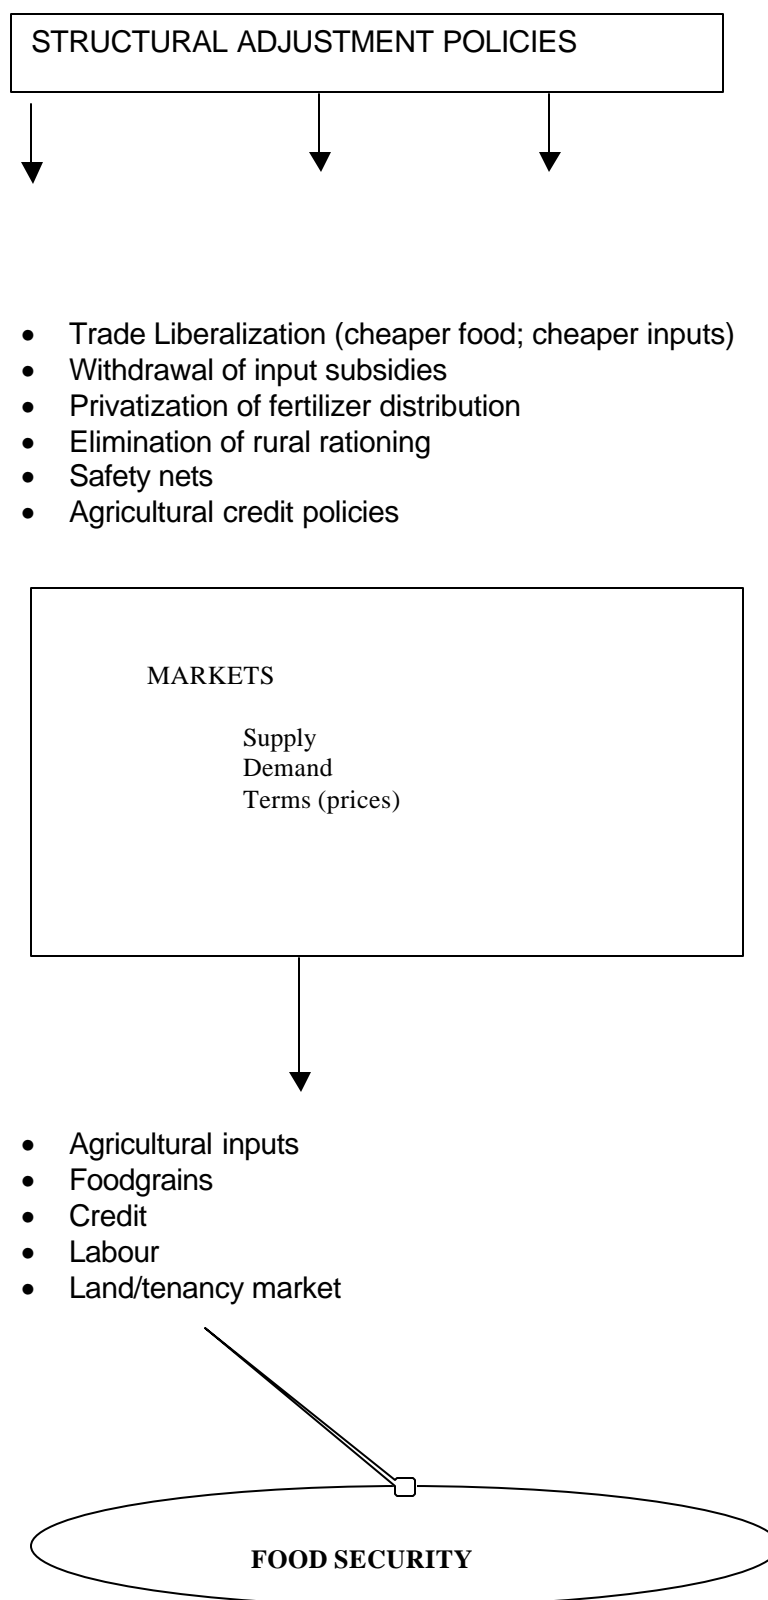 STRUCTURAL ADJUSTMENT POLICIES
• Trade Liberalization (cheaper food; cheaper inputs)
• Withdrawal of input subsidies
• Privatization of fertilizer distribution
• Elimination of rural rationing
• Safety nets
• Agricultural credit policies
MARKETS
Supply
Demand
Terms (prices)
• Agricultural inputs
• Foodgrains
• Credit
• Labour
• Land/tenancy market
FOOD SECURITY